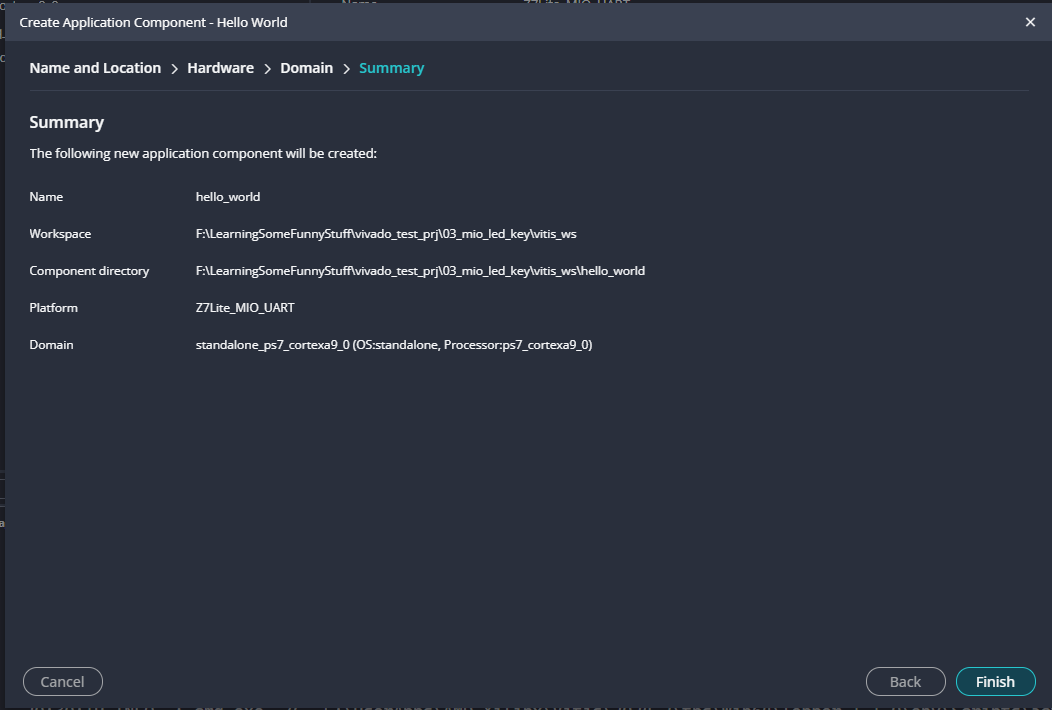 Create Application Component - Hello World
Name and Location > Hardware > Domain > Summary
Summary
The following new application component will be created:
Name hello_world
Workspace F:\LearningSomeFunnyStuff\vivado_test_prj\03_mio_led_key\vitis_ws
Component directory F:\LearningSomeFunnyStuff\vivado_test_prj\03_mio_led_key\vitis_ws\hello_world
Platform Z7Lite_MIO_UART
Domain standalone_ps7_cortexa9_0 (OS:standalone, Processor:ps7_cortexa9_0)
Cancel Back Finish